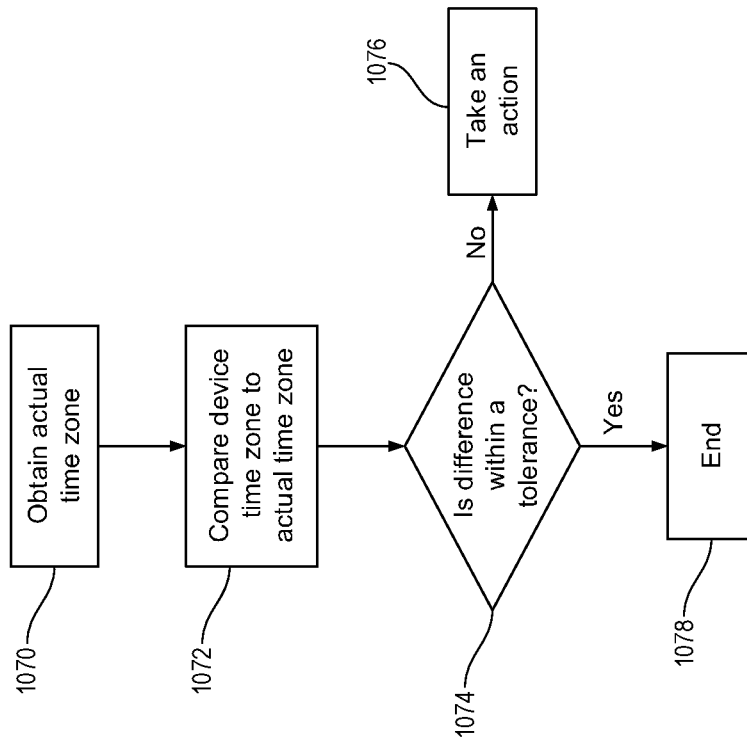 1070
Obtain actual
time zone
1072
Compare device
time zone to
actual time zone
1074
Is difference
within a
tolerance?
No
1076
Take an
action
Yes
1078
End